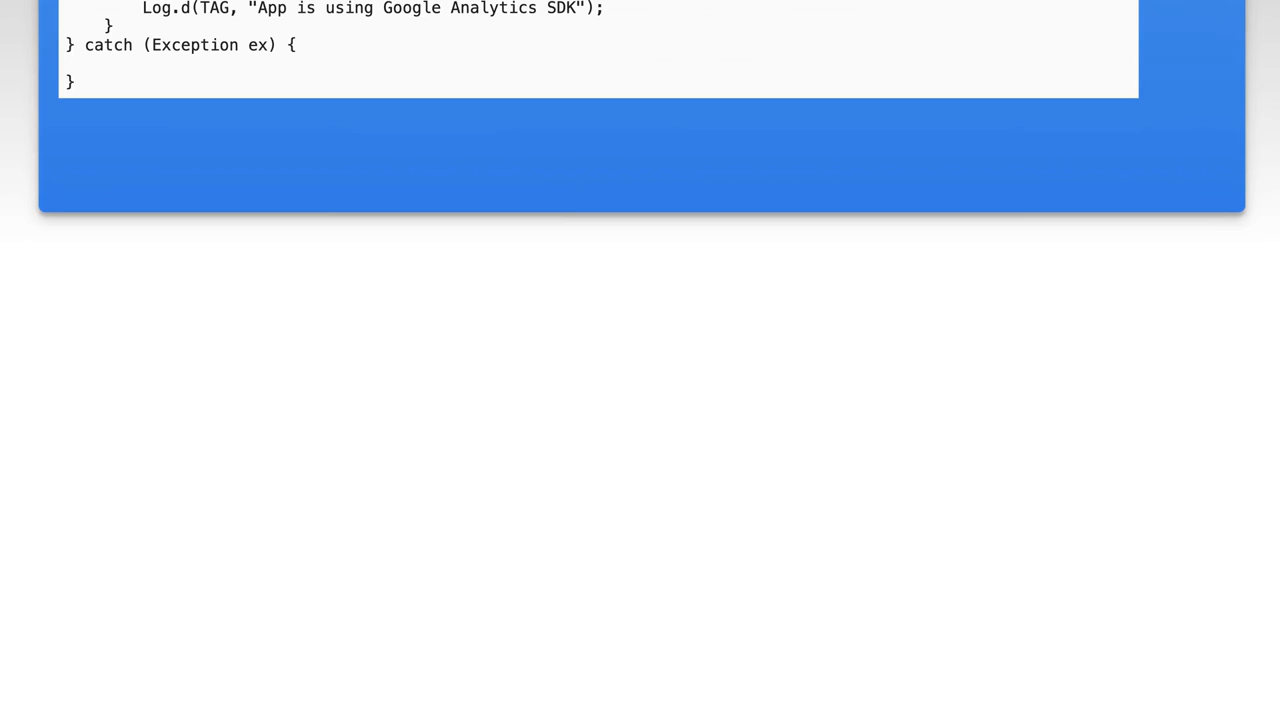 Log.d(TAG, "App is using Google Analytics SDK");
}
} catch (Exception ex) {
}